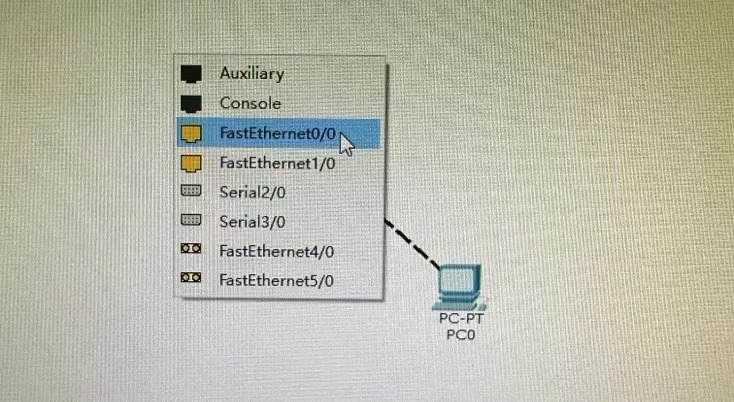 Auxiliary
Console
FastEthernet0/0
FastEthernet1/0
Serial2/0
Serial3/0
FastEthernet4/0
FastEthernet5/0
PC-PT
PC0